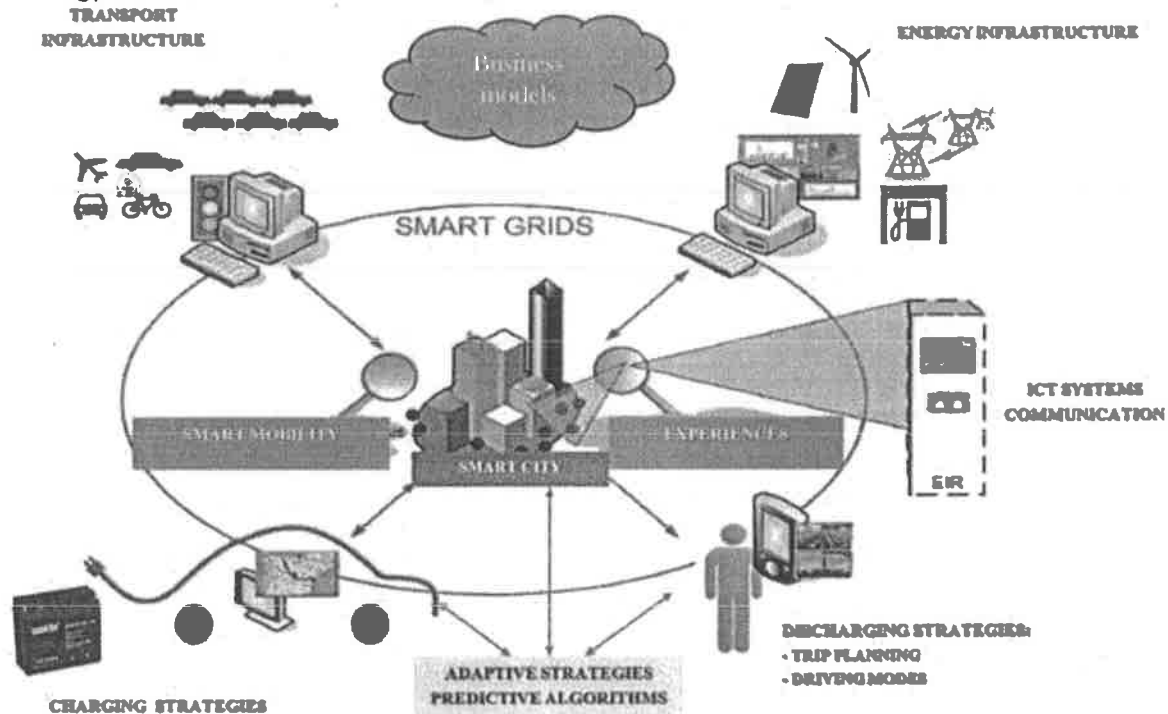 TRANSPORT
INFRASTRUCTURE
Business
models
ENERGY INFRASTRUCTURE
SMART GRIDS
SMART MOBILITY
EXPERIENCES
SMART CITY
ICT SYSTEMS
COMMUNICATION
EIR
CHARGING STRATEGIES
ADAPTIVE STRATEGIES
PREDICTIVE ALGORITHMS
DISCHARGING STRATEGIES:
- TRIP PLANNING
- DRIVING MODES